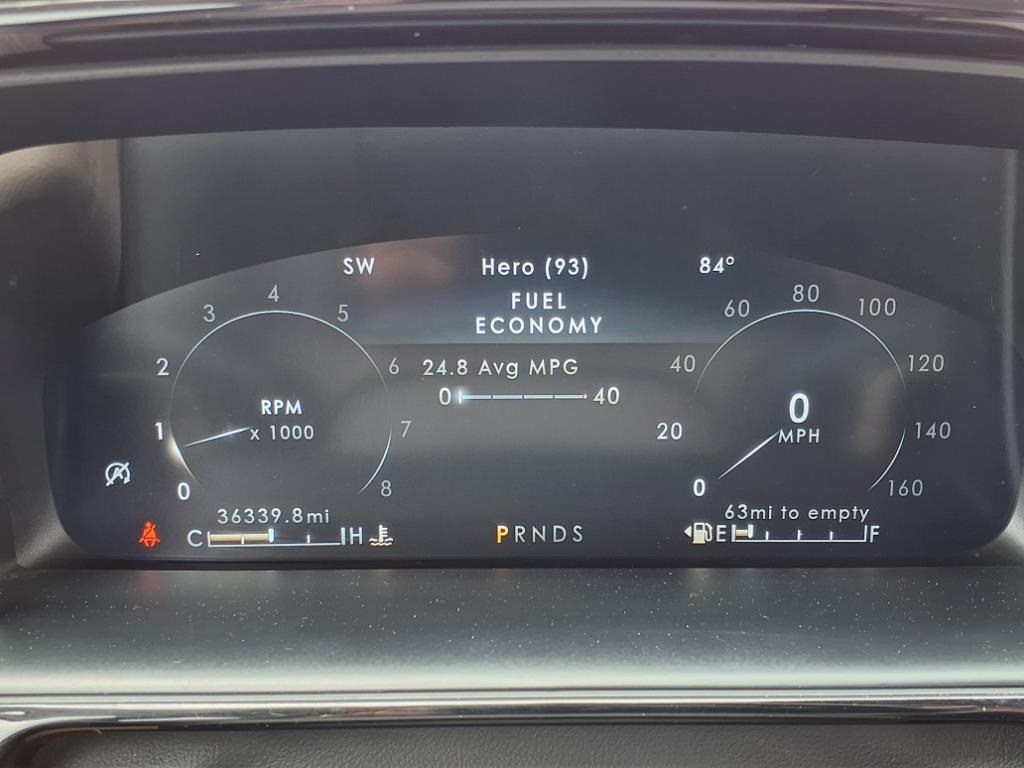 SW Hero (93) 84°
FUEL
ECONOMY
24.8 Avg MPG
0 40
0 1 2 3 4 5 6 7 8
RPM
x 1000
0 20 40 60 80 100 120 140 160
0
MPH
36339.8mi
C H
PRNDS
63mi to empty
E F
A